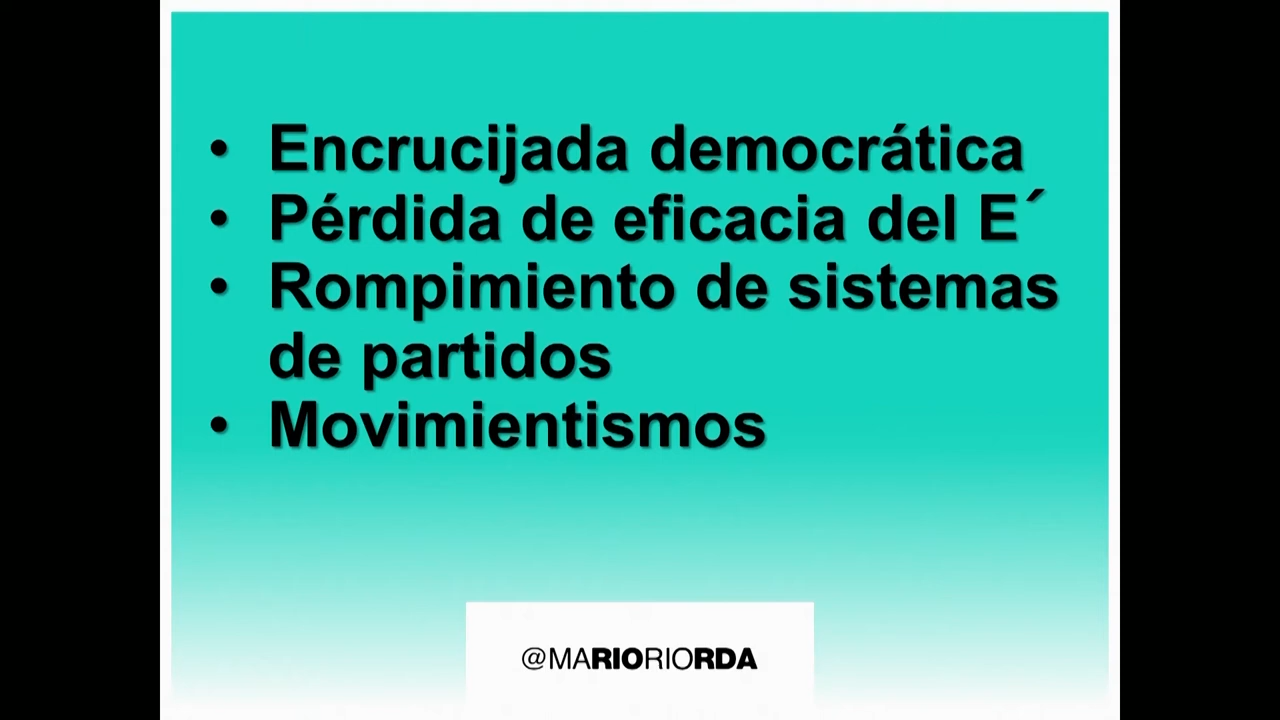 • Encrucijada democrática
• Pérdida de eficacia del E´
• Rompimiento de sistemas
de partidos
• Movimientismos
@MARIORIORDA